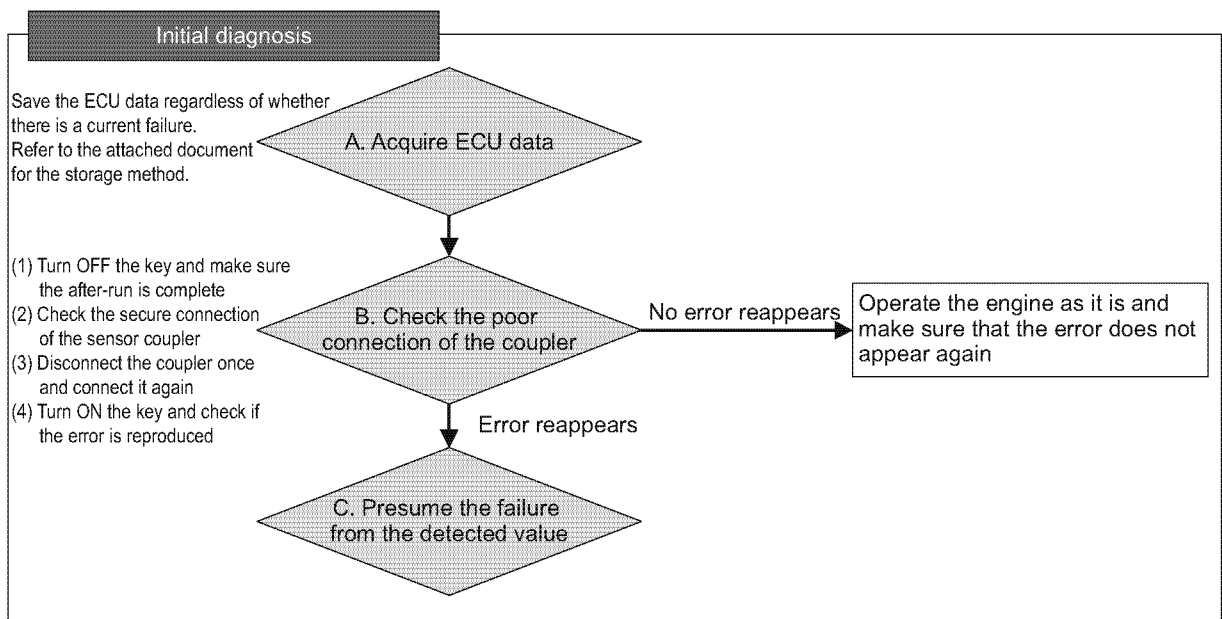 Initial diagnosis
Save the ECU data regardless of whether
there is a current failure.
Refer to the attached document
for the storage method.
A. Acquire ECU data
(1) Turn OFF the key and make sure
the after-run is complete
(2) Check the secure connection
of the sensor coupler
(3) Disconnect the coupler once
and connect it again
(4) Turn ON the key and check if
the error is reproduced
B. Check the poor
connection of the coupler
No error reappears
Operate the engine as it is and
make sure that the error does not
appear again
Error reappears
C. Presume the failure
from the detected value